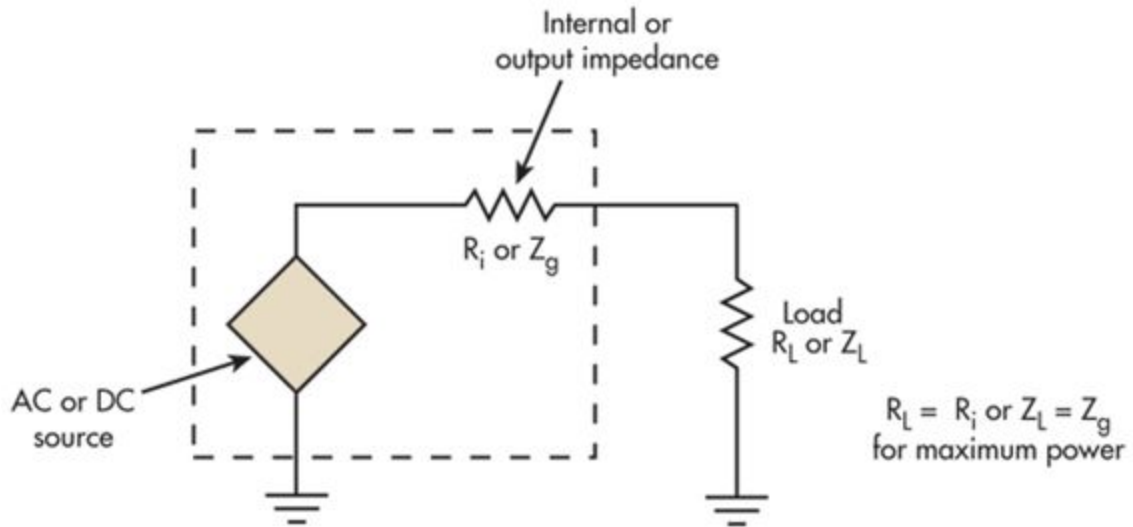 Internal or
output impedance
Ri or Zg
Load
RL or ZL
AC or DC
source
RL = Ri or ZL = Zg
for maximum power